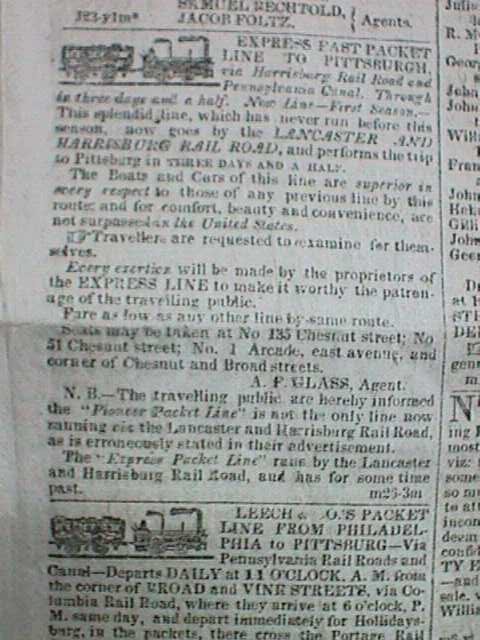 SAMUEL BECHTOLD,
JACOB FOLTZ, } Agents.
j23-y1m*
EXPRESS FAST PACKET
LINE TO PITTSBURGH,
via Harrisburg Rail Road and
Pennsylvania Canal. Through
in three days and a half. New Line—First Season.—
This splendid line, which has never run before this
season, now goes by the LANCASTER AND
HARRISBURG RAIL ROAD, and performs the trip
to Pittsburg in THREE DAYS AND A HALF.
The Boats and Cars of this line are superior in
every respect to those of any previous line by this
route; and for comfort, beauty and convenience, are
not surpassed in the United States.
☞Travellers are requested to examine for them-
selves.
Every exertion will be made by the proprietors of
the EXPRESS LINE to make it worthy the patron-
age of the travelling public.
Fare as low as any other line by same route.
Seats may be taken at No 135 Chesnut street; No
51 Chesnut street; No. 1 Arcade, east avenue, and
corner of Chesnut and Broad streets.
A. P. GLASS, Agent.
N. B.—The travelling public are hereby informed
the "Pioneer Packet Line" is not the only line now
running via the Lancaster and Harrisburg Rail Road,
as is erroneously stated in their advertisement.
The "Express Packet Line" runs by the Lancaster
and Harrisburg Rail Road, and has for some time
past. m25-3m
LEECH & CO.'S PACKET
LINE FROM PHILADEL-
PHIA to PITTSBURG—Via
Pennsylvania Rail Roads and
Canal—Departs DAILY at 11 O'CLOCK, A. M. from
the corner of BROAD and VINE STREETS, via Co-
lumbia Rail Road, where they arrive at 6 o'clock, P.
M. same day, and depart immediately for Hollidays-
burg, in the packets, there cross the Portage Rail